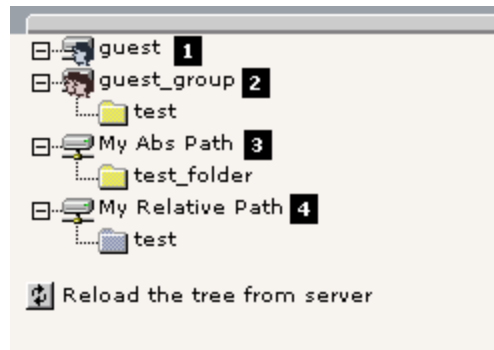 guest 1
guest_group 2
test
My Abs Path 3
test_folder
My Relative Path 4
test
Reload the tree from server